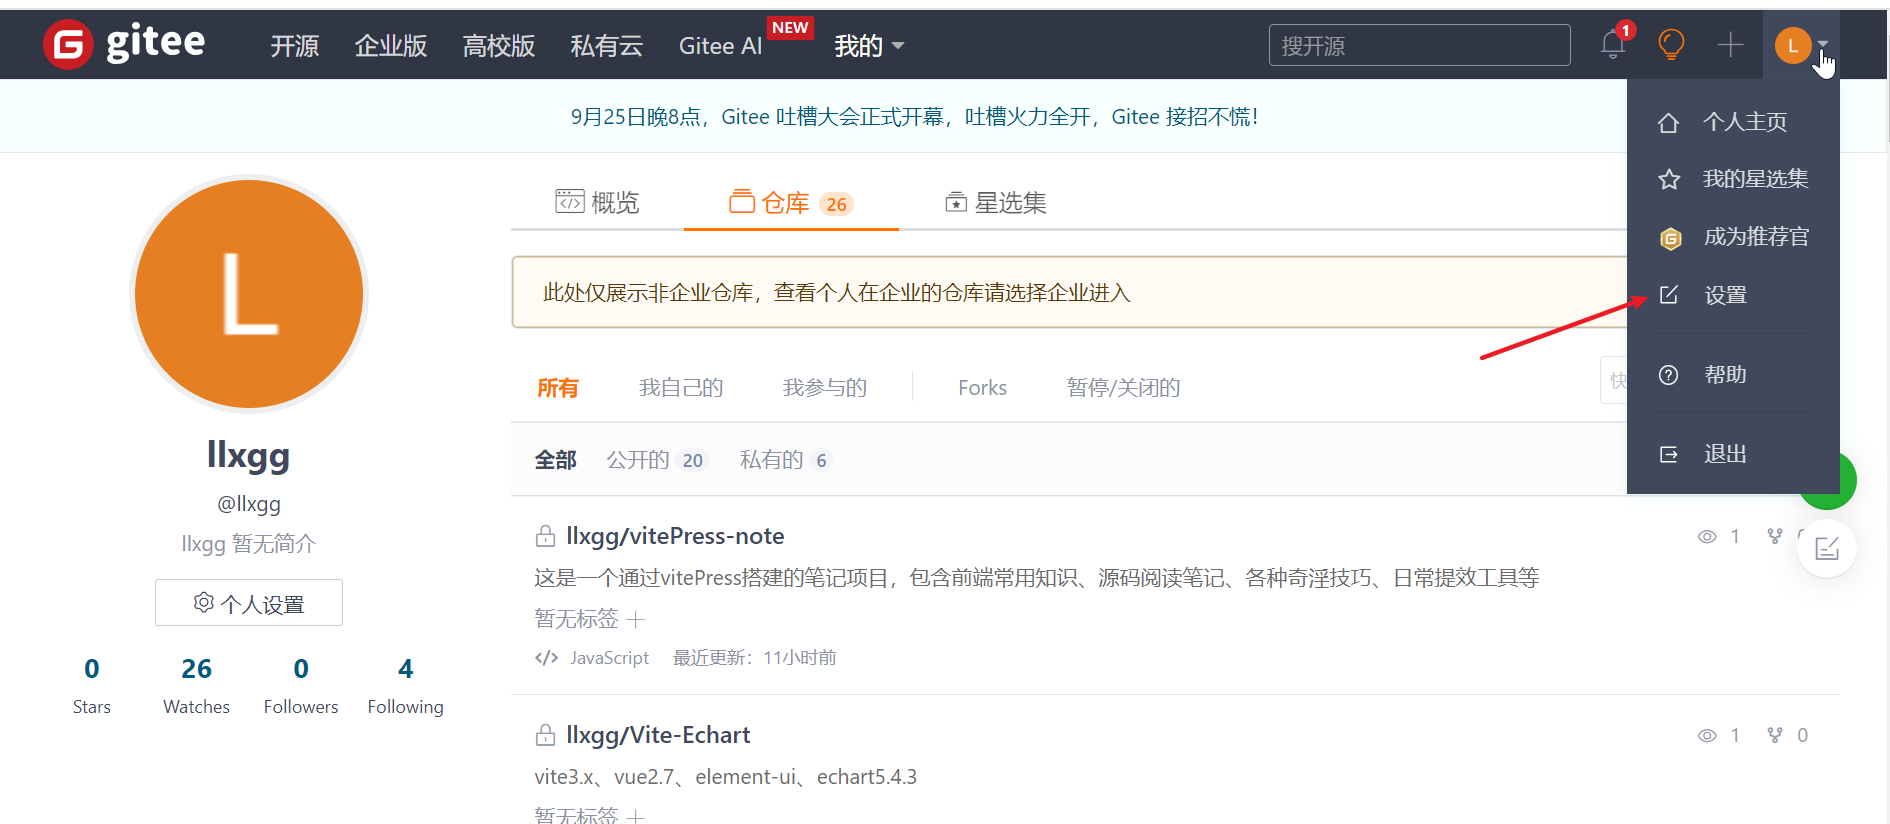 gitee 开源 企业版 高校版 私有云 Gitee AI NEW 我的 搜开源 1 L
9月25日晚8点，Gitee 吐槽大会正式开幕，吐槽火力全开，Gitee 接招不慌！
个人主页
我的星选集
成为推荐官
设置
帮助
退出
L
llxgg
@llxgg
llxgg 暂无简介
个人设置
0 26 0 4
Stars Watches Followers Following
概览 仓库 26 星选集
此处仅展示非企业仓库，查看个人在企业的仓库请选择企业进入
所有 我自己的 我参与的 Forks 暂停/关闭的 快
全部 公开的 20 私有的 6
llxgg/vitePress-note 1
这是一个通过vitePress搭建的笔记项目，包含前端常用知识、源码阅读笔记、各种奇淫技巧、日常提效工具等
暂无标签
JavaScript 最近更新：11小时前
llxgg/Vite-Echart 1 0
vite3.x、vue2.7、element-ui、echart5.4.3
暂无标签